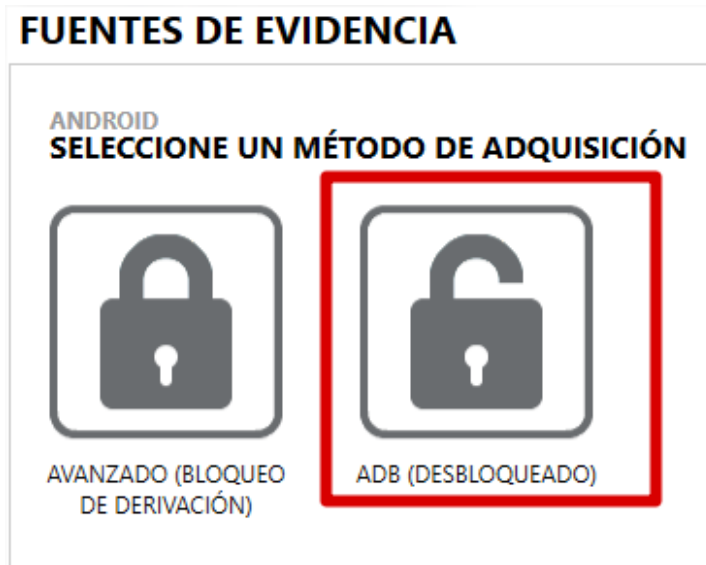 FUENTES DE EVIDENCIA
ANDROID
SELECCIONE UN MÉTODO DE ADQUISICIÓN
AVANZADO (BLOQUEO
DE DERIVACIÓN)
ADB (DESBLOQUEADO)